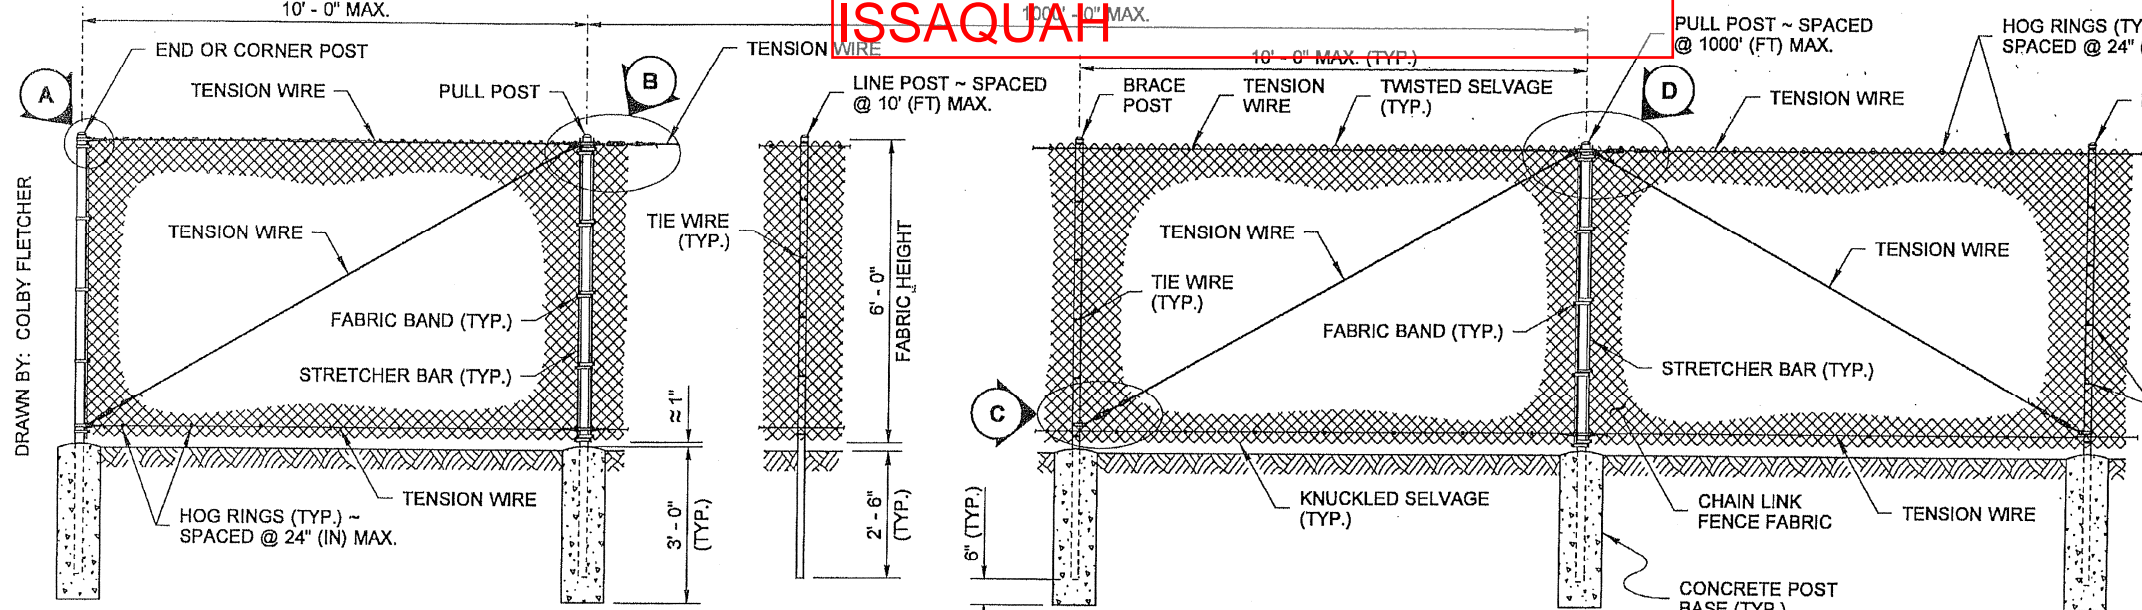 10' - 0" MAX.
1000' - 0" MAX.
ISSAQUAH
END OR CORNER POST
A
TENSION WIRE
PULL POST
B
TENSION WIRE
LINE POST ~ SPACED
@ 10' (FT) MAX.
10' - 0" MAX. (TYP.)
BRACE
POST
TENSION
WIRE
TWISTED SELVAGE
(TYP.)
PULL POST ~ SPACED
@ 1000' (FT) MAX.
D
TENSION WIRE
HOG RINGS (TY
SPACED @ 24"
DRAWN BY: COLBY FLETCHER
TENSION WIRE
FABRIC BAND (TYP.)
STRETCHER BAR (TYP.)
TIE WIRE
(TYP.)
6' - 0"
FABRIC HEIGHT
≈ 1"
3' - 0"
(TYP.)
2' - 6"
(TYP.)
HOG RINGS (TYP.) ~
SPACED @ 24" (IN) MAX.
TENSION WIRE
TENSION WIRE
TIE WIRE
(TYP.)
FABRIC BAND (TYP.)
C
6" (TYP.)
KNUCKLED SELVAGE
(TYP.)
TENSION WIRE
STRETCHER BAR (TYP.)
CHAIN LINK
FENCE FABRIC
TENSION WIRE
CONCRETE POST
BASE (TYP.)